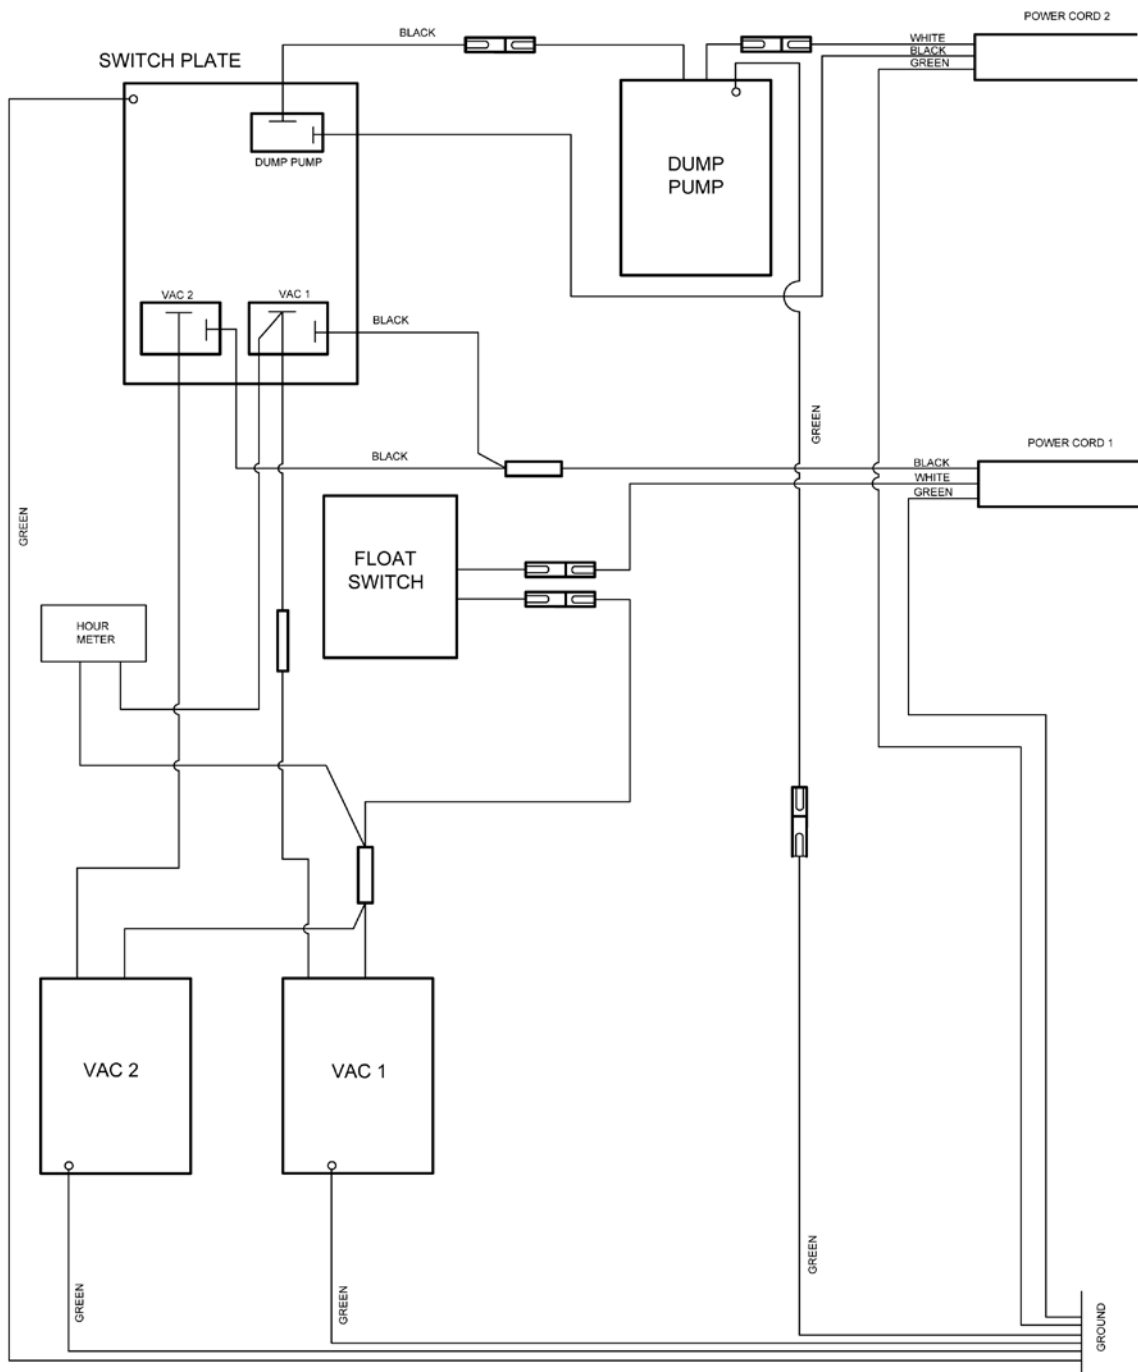 POWER CORD 2
BLACK
WHITE
BLACK
GREEN
SWITCH PLATE
DUMP PUMP
DUMP
PUMP
VAC 2
VAC 1
BLACK
GREEN
POWER CORD 1
BLACK
BLACK
WHITE
GREEN
GREEN
FLOAT
SWITCH
HOUR
METER
VAC 2
VAC 1
GREEN
GREEN
GREEN
GROUND